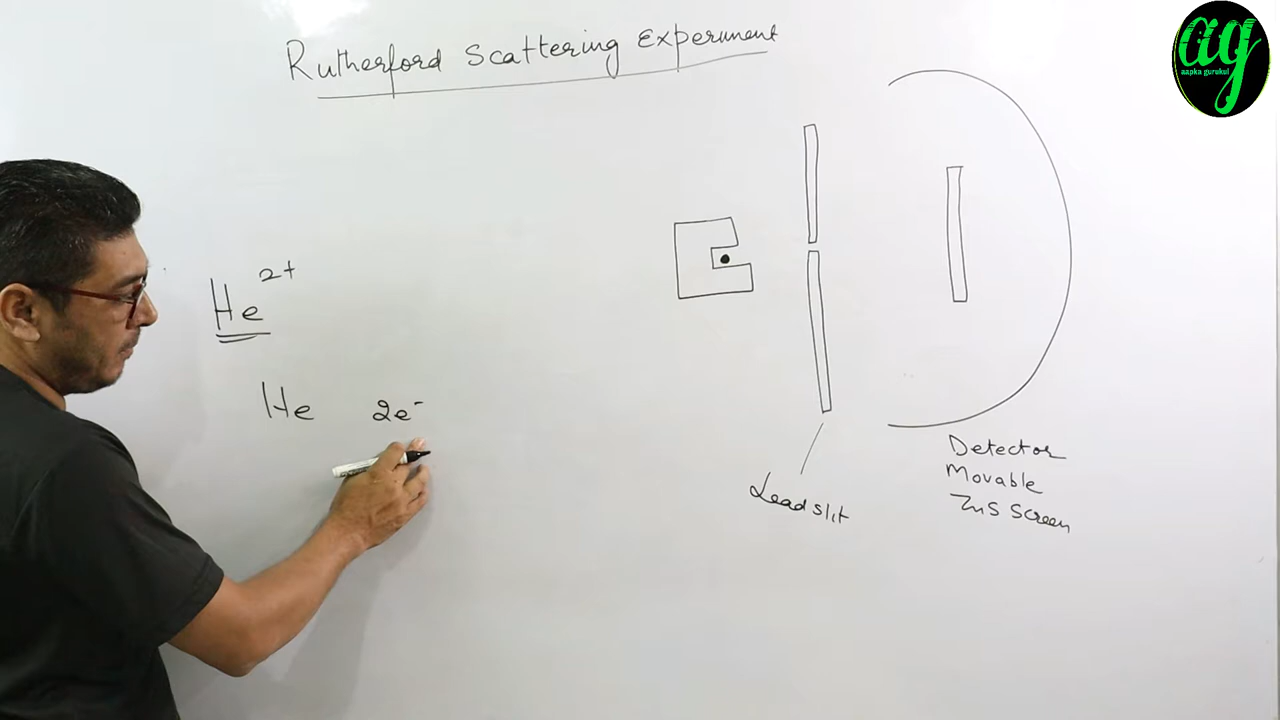 Rutherford Scattering Experiment
ag
aapka gurukul
He2+
He 2e-
Lead slit
Detector
Movable
ZnS Screen